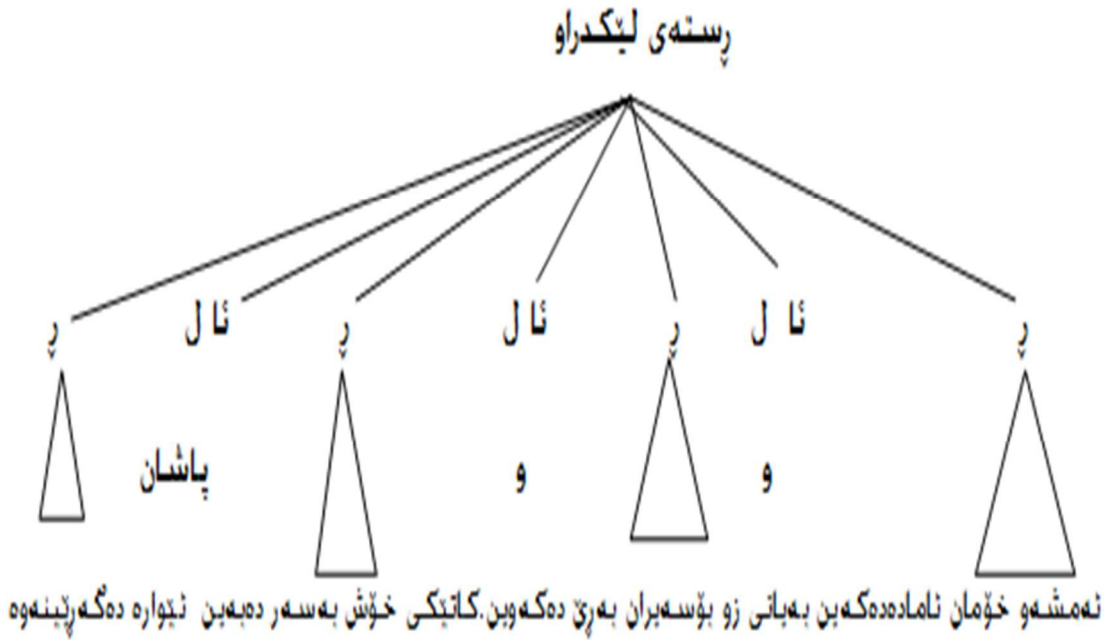 ڕستەی لێکدراو
ڕ ئا ل ڕ ئا ل ڕ ئا ل ڕ
و و پاشان
ئەمشەو خۆمان ئامادەدەکەین بەیانی زو بۆسەیران بەڕێ دەکەوین.کاتێکی خۆش بەسەر دەبەین ئێوارە دەگەڕێینەوە